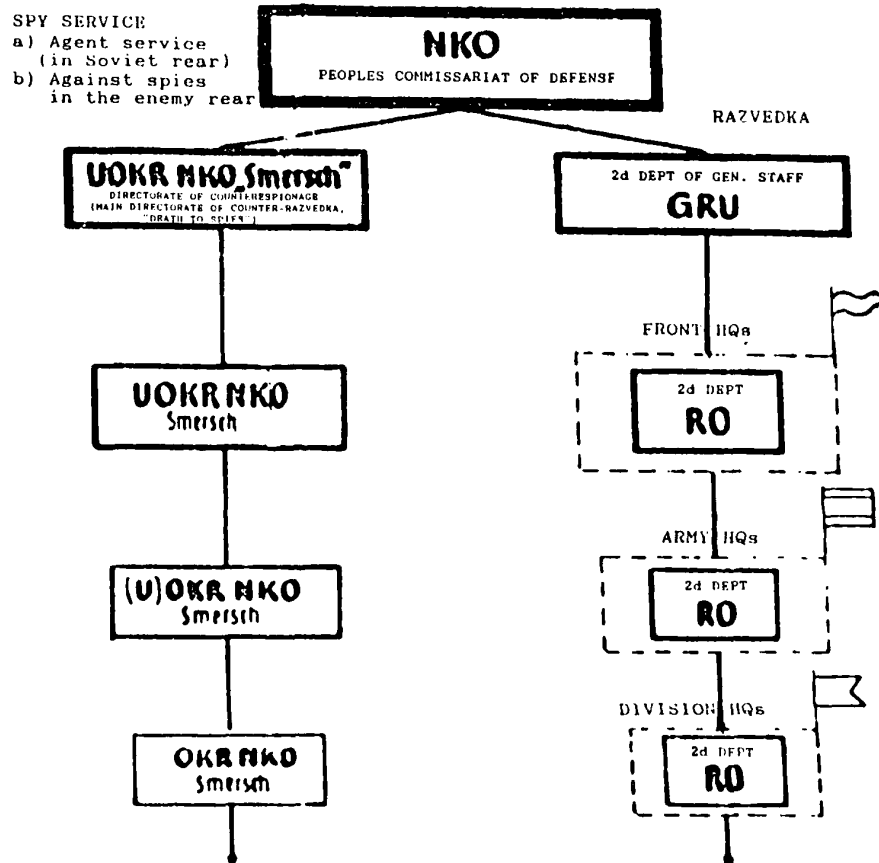 SPY SERVICE
a) Agent service
(in Soviet rear)
b) Against spies
in the enemy rear
NKO
PEOPLES COMMISSARIAT OF DEFENSE
RAZVEDKA
UOKR NKO „Smersch“
DIRECTORATE OF COUNTERESPIONAGE
(MAIN DIRECTORATE OF COUNTER-RAZVEDKA,
"DEATH TO SPIES")
2d DEPT OF GEN. STAFF
GRU
FRONT HQs
UOKR NKO
Smersch
2d DEPT
RO
ARMY HQs
(U)OKR NKO
Smersch
2d DEPT
RO
DIVISION HQs
OKR NKO
Smersch
2d DEPT
RO